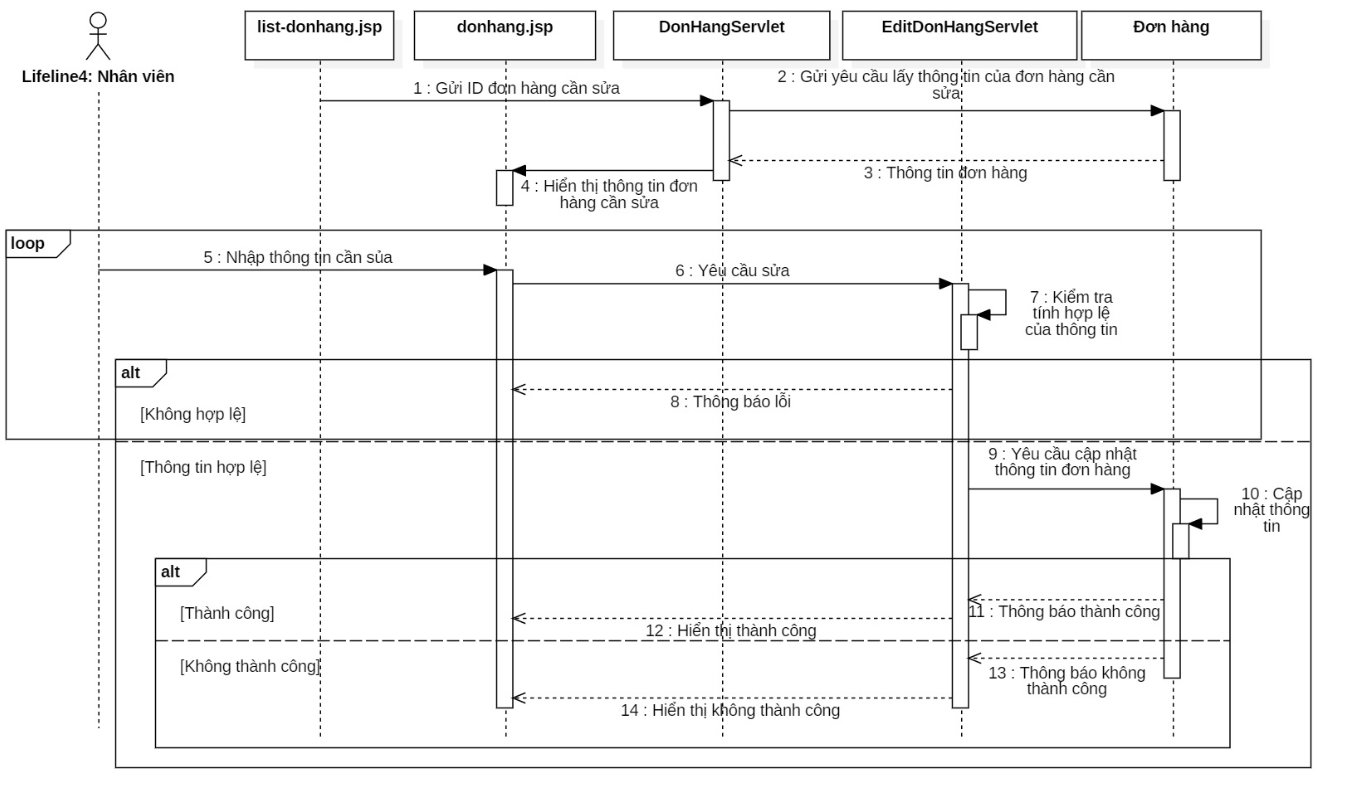 list-donhang.jsp
donhang.jsp
DonHangServlet
EditDonHangServlet
Đơn hàng
Lifeline4: Nhân viên
1 : Gửi ID đơn hàng cần sửa
2 : Gửi yêu cầu lấy thông tin của đơn hàng cần
sửa
3 : Thông tin đơn hàng
4 : Hiển thị thông tin đơn
hàng cần sửa
loop
5 : Nhập thông tin cần sủa
6 : Yêu cầu sửa
7 : Kiểm tra
tính hợp lệ
của thông tin
alt
8 : Thông báo lỗi
[Không hợp lệ]
9 : Yêu cầu cập nhật
thông tin đơn hàng
[Thông tin hợp lệ]
10 : Cập
nhật thông
tin
alt
[Thành công]
11 : Thông báo thành công
12 : Hiển thị thành công
[Không thành công]
13 : Thông báo không
thành công
14 : Hiển thị không thành công